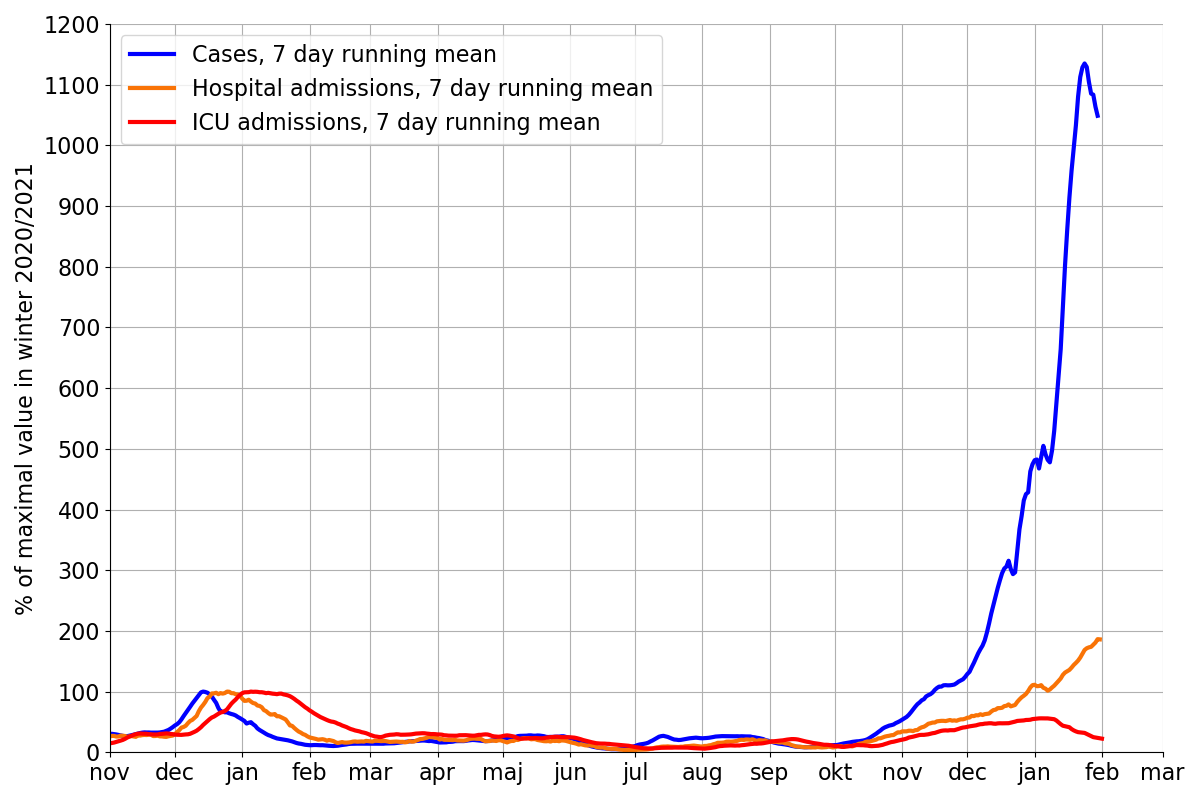 1200
1100
1000
900
800
700
600
500
400
300
200
100
0
% of maximal value in winter 2020/2021
Cases, 7 day running mean
Hospital admissions, 7 day running mean
ICU admissions, 7 day running mean
nov dec jan feb mar apr maj jun jul aug sep okt nov dec jan feb mar